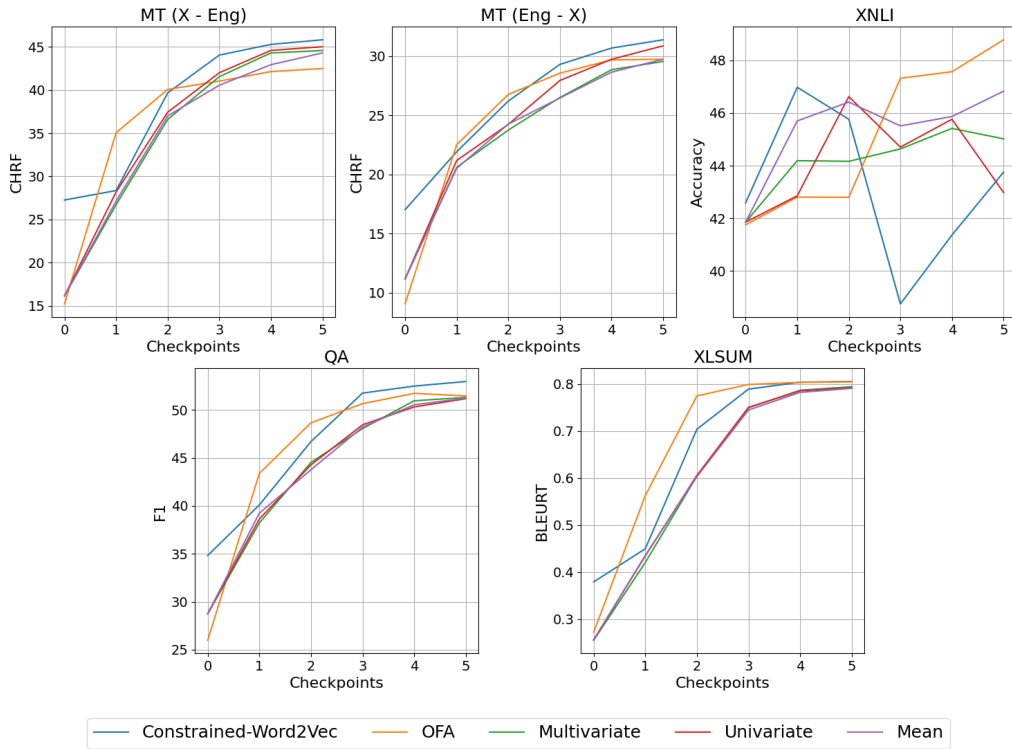 MT (X - Eng)
CHRF
45
40
35
30
25
20
15
0 1 2 3 4 5
Checkpoints
MT (Eng - X)
CHRF
30
25
20
15
10
0 1 2 3 4 5
Checkpoints
XNLI
Accuracy
48
46
44
42
40
0 1 2 3 4 5
Checkpoints
QA
F1
50
45
40
35
30
25
0 1 2 3 4 5
Checkpoints
XLSUM
BLEURT
0.8
0.7
0.6
0.5
0.4
0.3
0 1 2 3 4 5
Checkpoints
Constrained-Word2Vec OFA Multivariate Univariate Mean